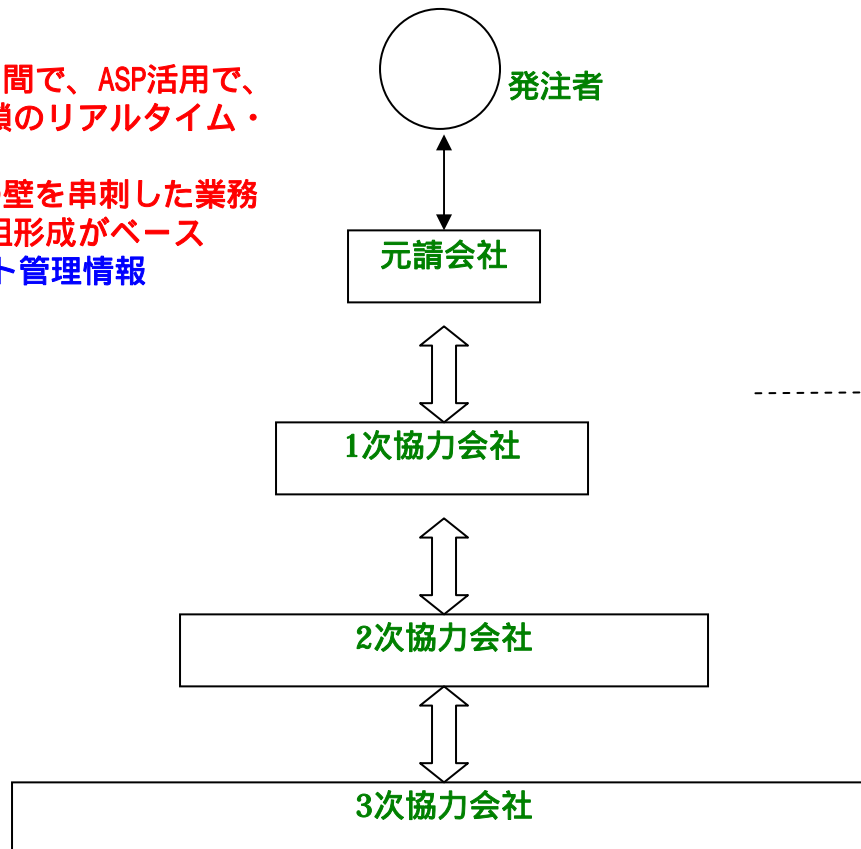 間で、ASP活用で、
鎖のリアルタイム・
壁を串刺した業務
組形成がベース
ト管理情報
発注者
元請会社
1次協力会社
2次協力会社
3次協力会社